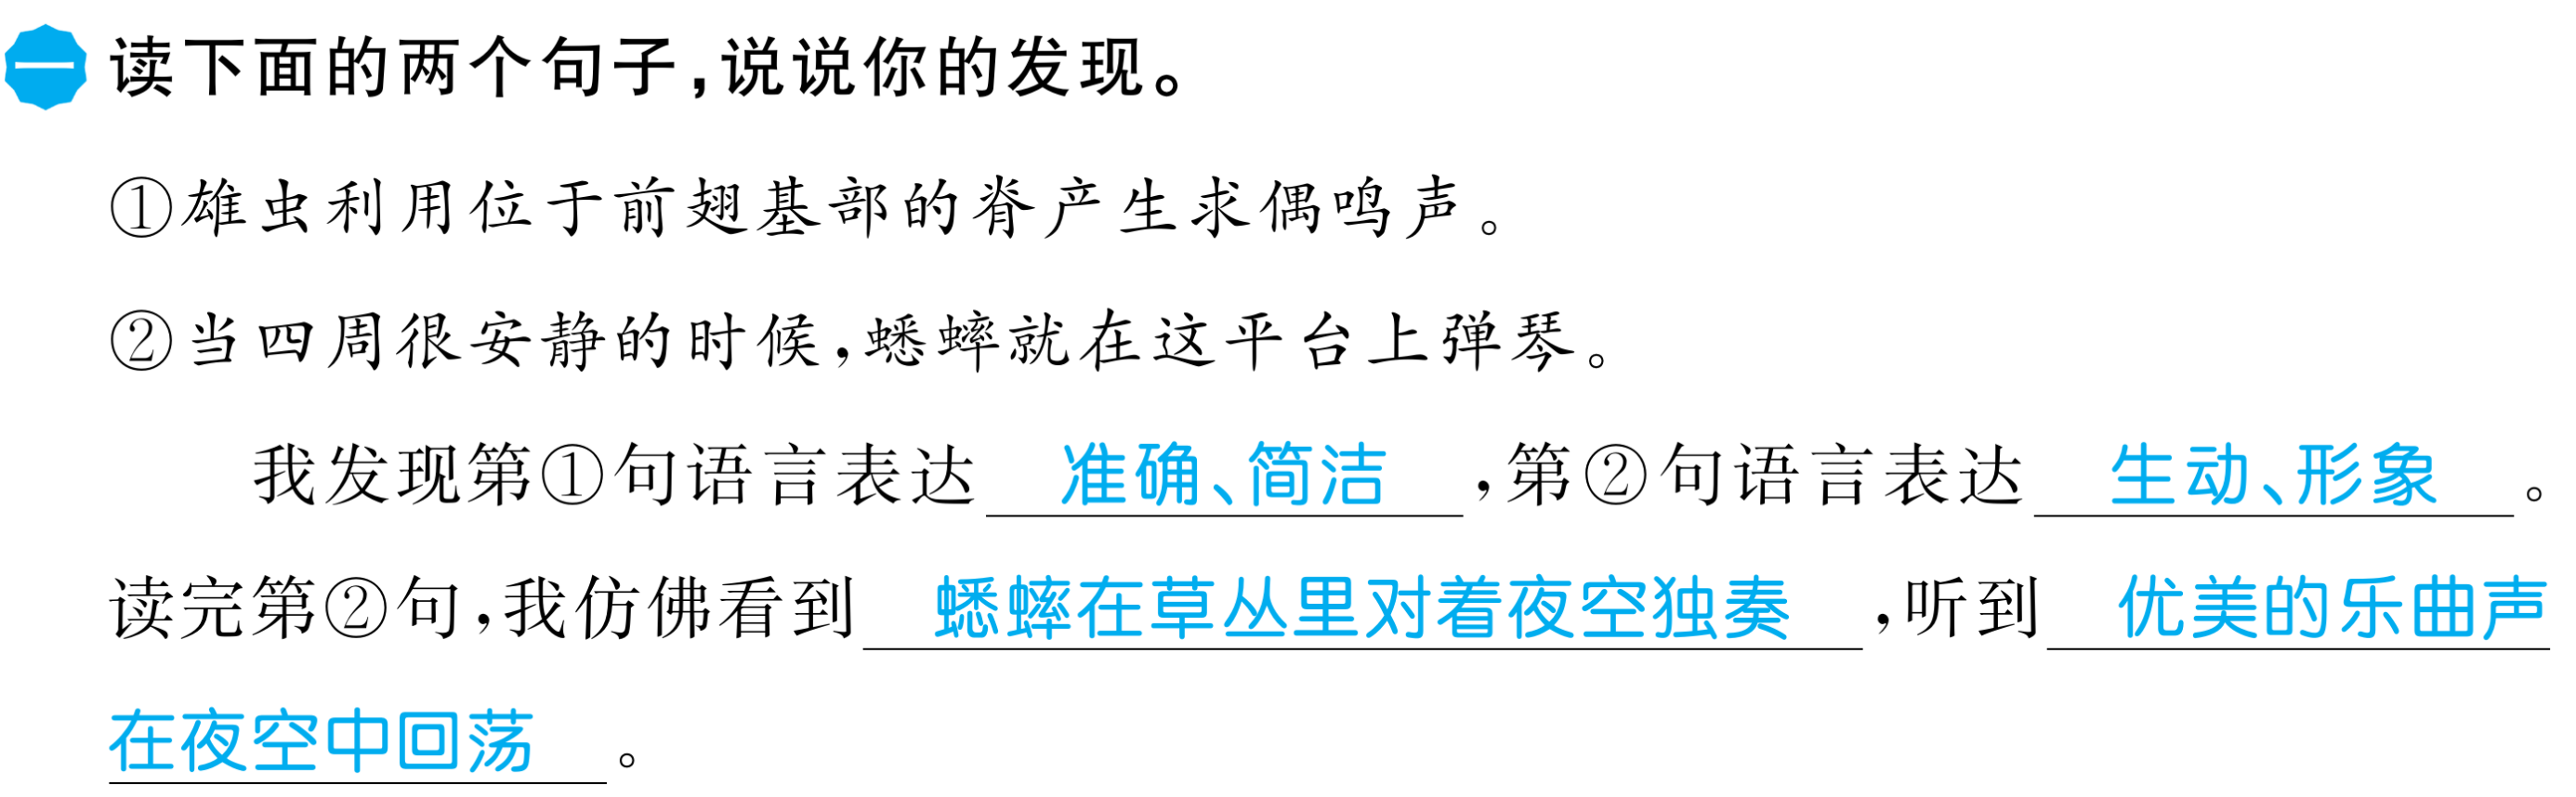 一 读下面的两个句子,说说你的发现。
①雄虫利用位于前翅基部的脊产生求偶鸣声。
②当四周很安静的时候,蟋蟀就在这平台上弹琴。
我发现第①句语言表达 准确、简洁 ,第②句语言表达 生动、形象 。
读完第②句,我仿佛看到 蟋蟀在草丛里对着夜空独奏 ,听到 优美的乐曲声
在夜空中回荡 。